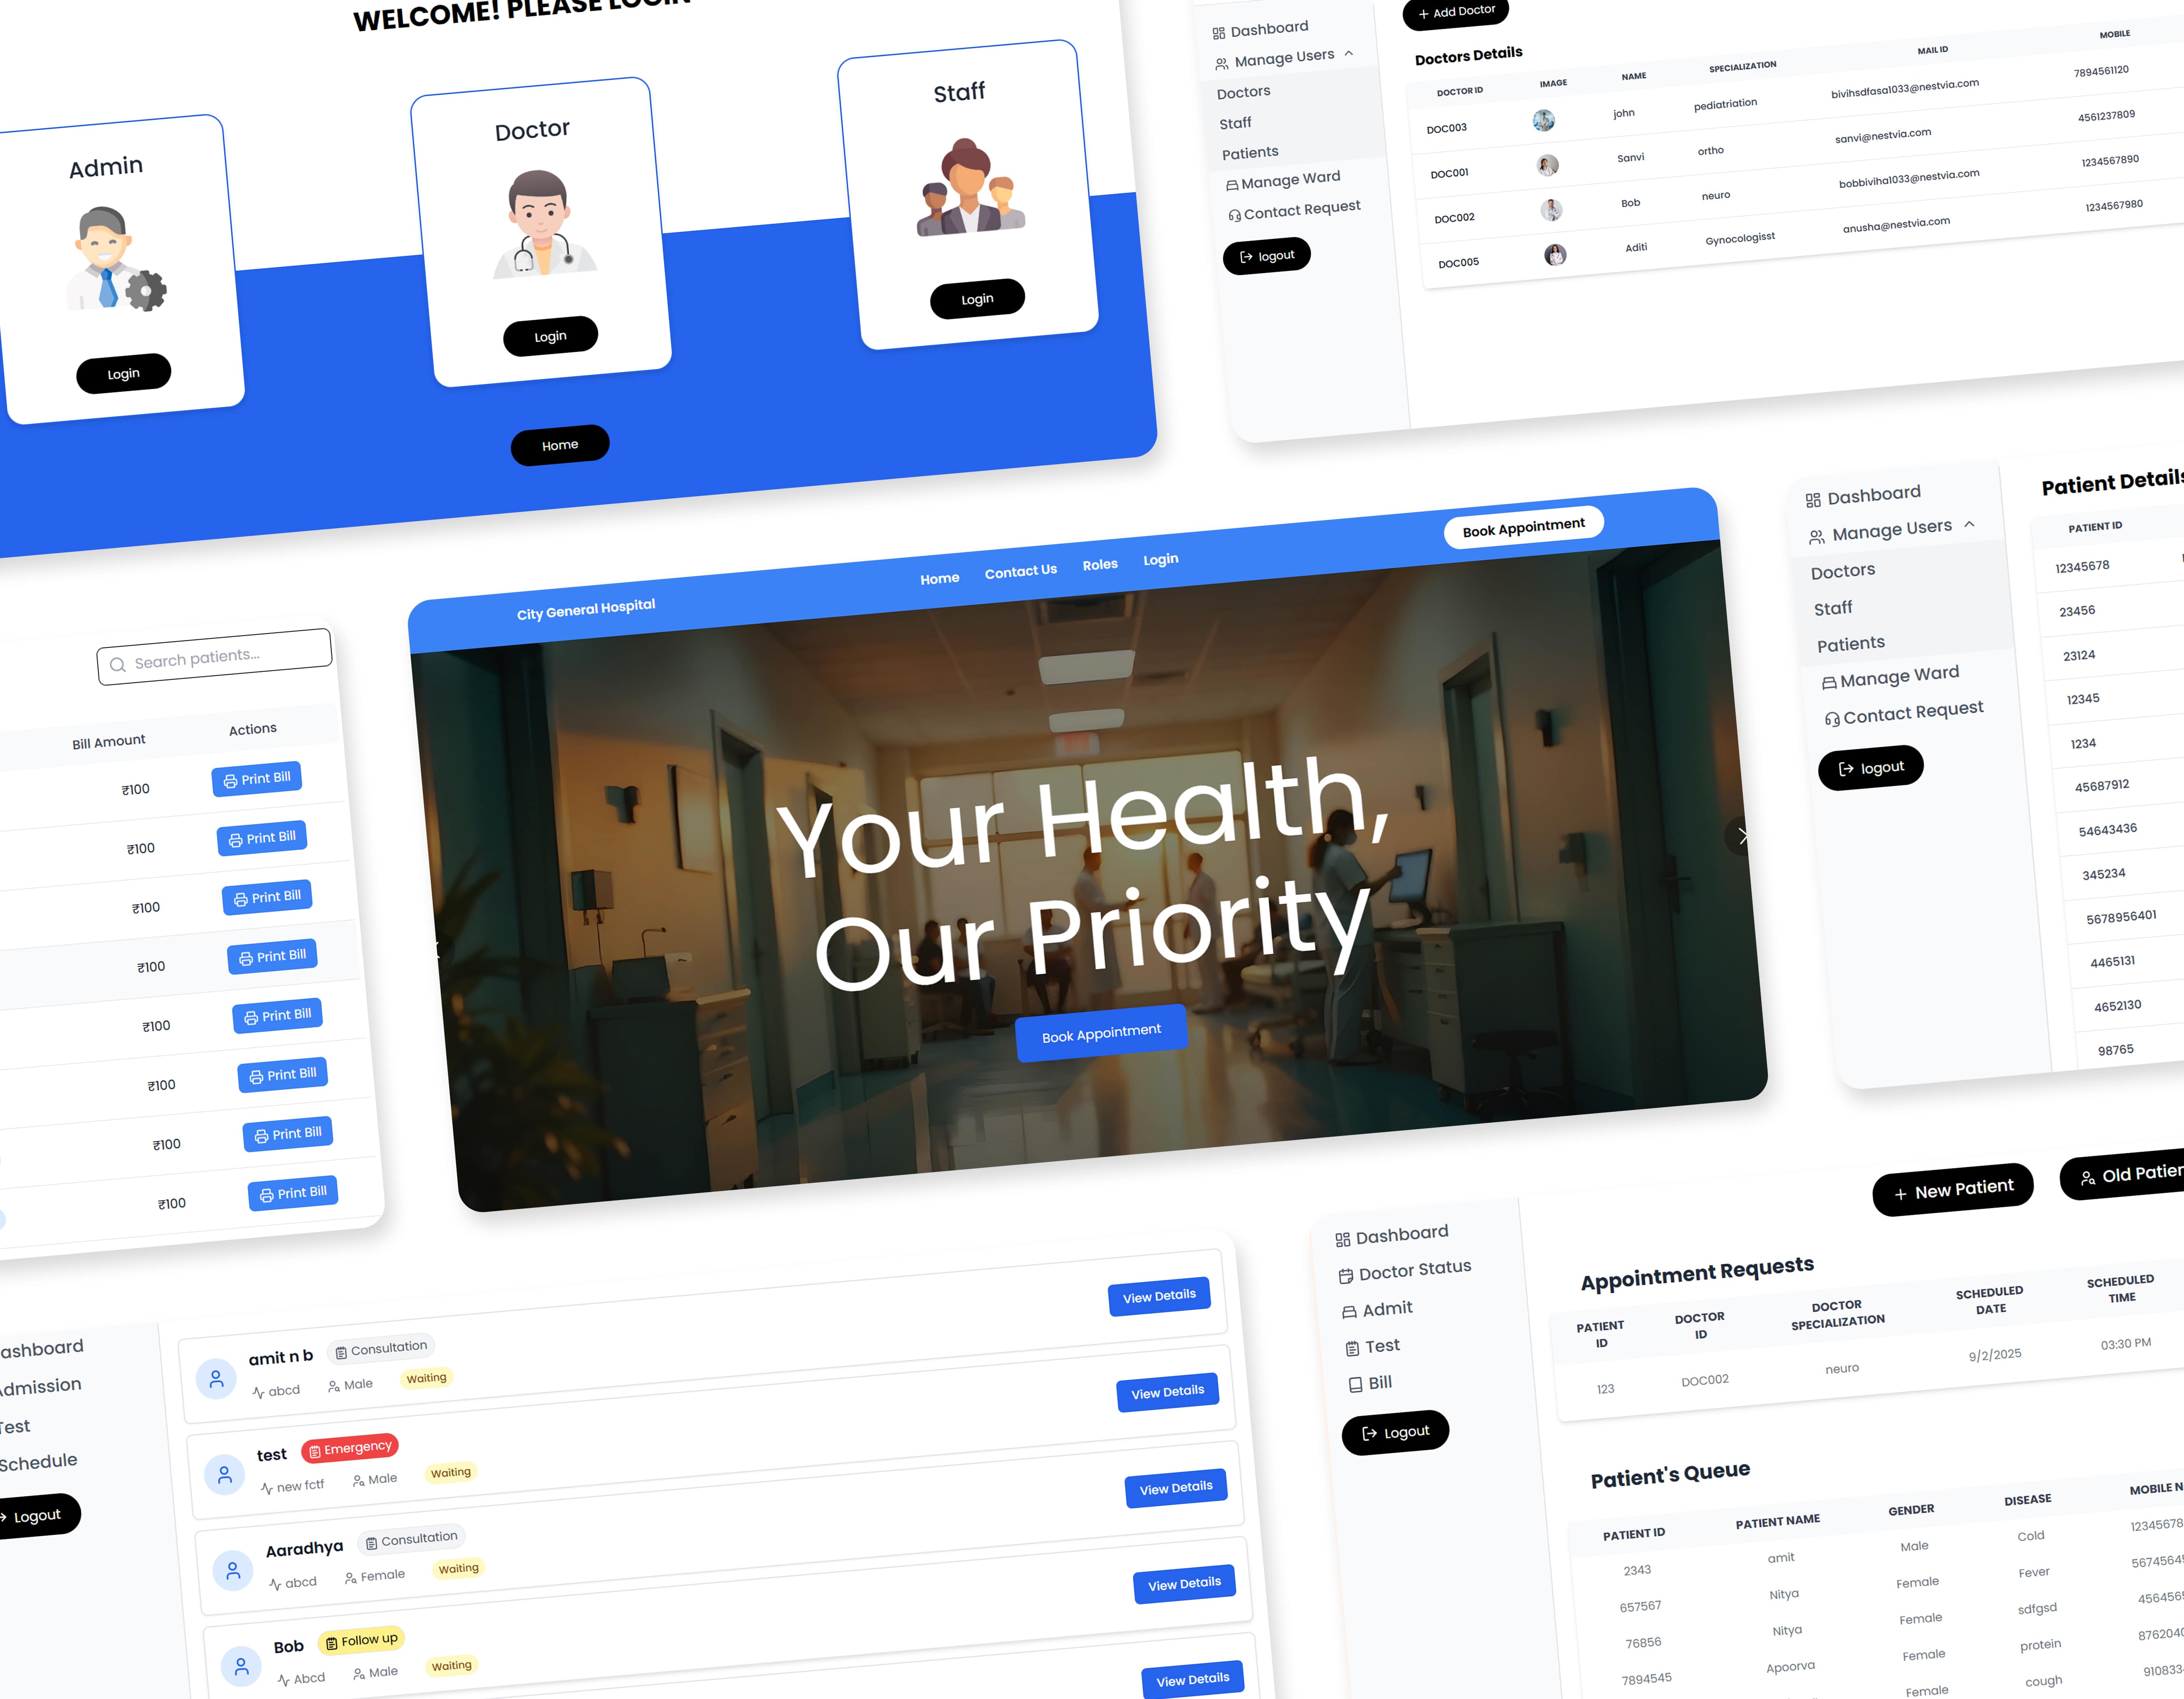 WELCOME! PLEASE LOGIN
Admin
Login
Doctor
Login
Staff
Login
Home
Dashboard
Manage Users
Doctors
Staff
Patients
Manage Ward
Contact Request
logout
+ Add Doctor
Doctors Details
DOCTOR ID IMAGE NAME SPECIALIZATION MAIL ID MOBILE
DOC003 john pediatriation bivihsdfasa1033@nestvia.com 7894561120
DOC001 Sanvi ortho sanvi@nestvia.com 4561237809
DOC002 Bob neuro bobbiviha1033@nestvia.com 1234567890
DOC005 Aditi Gynocologisst anusha@nestvia.com 1234567980
Search patients...
Bill Amount Actions
₹100 Print Bill
₹100 Print Bill
₹100 Print Bill
₹100 Print Bill
₹100 Print Bill
₹100 Print Bill
₹100 Print Bill
₹100 Print Bill
City General Hospital Home Contact Us Roles Login Book Appointment
Your Health,
Our Priority
Book Appointment
Dashboard
Manage Users
Doctors
Staff
Patients
Manage Ward
Contact Request
logout
Patient Details
PATIENT ID
12345678
23456
23124
12345
1234
45687912
54643436
345234
5678956401
4465131
4652130
98765
ashboard
Admission
Test
Schedule
Logout
amit n b Consultation
abcd Male Waiting
View Details
test Emergency
new fctf Male Waiting
View Details
Aaradhya Consultation
abcd Female Waiting
View Details
Bob Follow up
Abcd Male Waiting
View Details
View Details
Dashboard
Doctor Status
Admit
Test
Bill
Logout
+ New Patient
Old Patien
Appointment Requests
PATIENT ID DOCTOR ID DOCTOR SPECIALIZATION SCHEDULED DATE SCHEDULED TIME
123 DOC002 neuro 9/2/2025 03:30 PM
Patient's Queue
PATIENT ID PATIENT NAME GENDER DISEASE MOBILE N
2343 amit Male Cold 12345678
657567 Nitya Female Fever 5674564
76856 Nitya Female sdfgsd 456456
7894545 Apoorva Female protein 876204
Female cough 910833